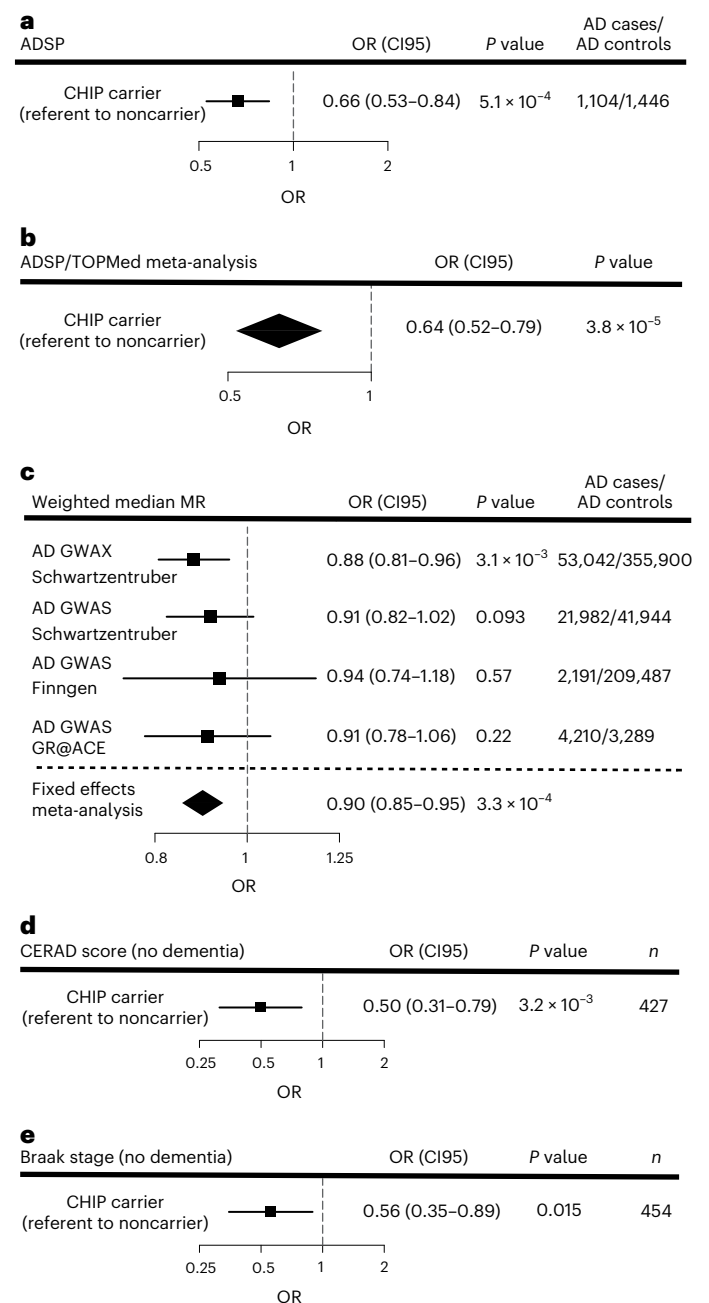 a
ADSP OR (CI95) P value AD cases/
AD controls
CHIP carrier
(referent to noncarrier) 0.66 (0.53–0.84) 5.1 × 10⁻⁴ 1,104/1,446
0.5 1 2
OR
b
ADSP/TOPMed meta-analysis OR (CI95) P value
CHIP carrier
(referent to noncarrier) 0.64 (0.52–0.79) 3.8 × 10⁻⁵
0.5 1
OR
c
Weighted median MR OR (CI95) P value AD cases/
AD controls
AD GWAX
Schwartzentruber 0.88 (0.81–0.96) 3.1 × 10⁻³ 53,042/355,900
AD GWAS
Schwartzentruber 0.91 (0.82–1.02) 0.093 21,982/41,944
AD GWAS
Finngen 0.94 (0.74–1.18) 0.57 2,191/209,487
AD GWAS
GR@ACE 0.91 (0.78–1.06) 0.22 4,210/3,289
Fixed effects
meta-analysis 0.90 (0.85–0.95) 3.3 × 10⁻⁴
0.8 1 1.25
OR
d
CERAD score (no dementia) OR (CI95) P value n
CHIP carrier
(referent to noncarrier) 0.50 (0.31–0.79) 3.2 × 10⁻³ 427
0.25 0.5 1 2
OR
e
Braak stage (no dementia) OR (CI95) P value n
CHIP carrier
(referent to noncarrier) 0.56 (0.35–0.89) 0.015 454
0.25 0.5 1 2
OR